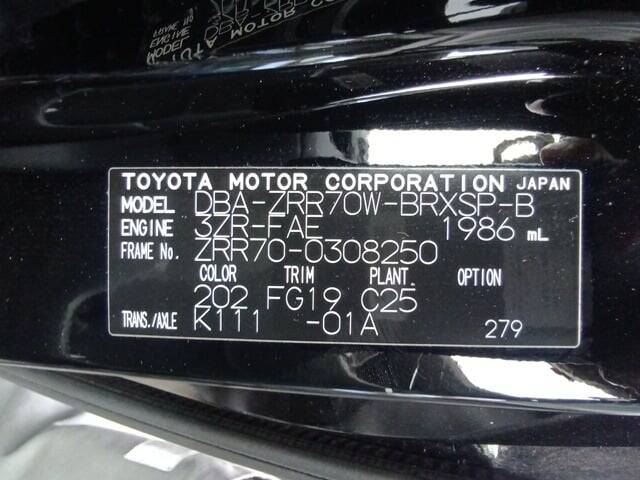 TOYOTA MOTOR CORPORATION JAPAN
MODEL DBA-ZRR70W-BRXSP-B
ENGINE 3ZR-FAE 1986 mL
FRAME No. ZRR70-0308250
COLOR TRIM PLANT. OPTION
202 FG19 C25
TRANS./AXLE K111 -01A 279